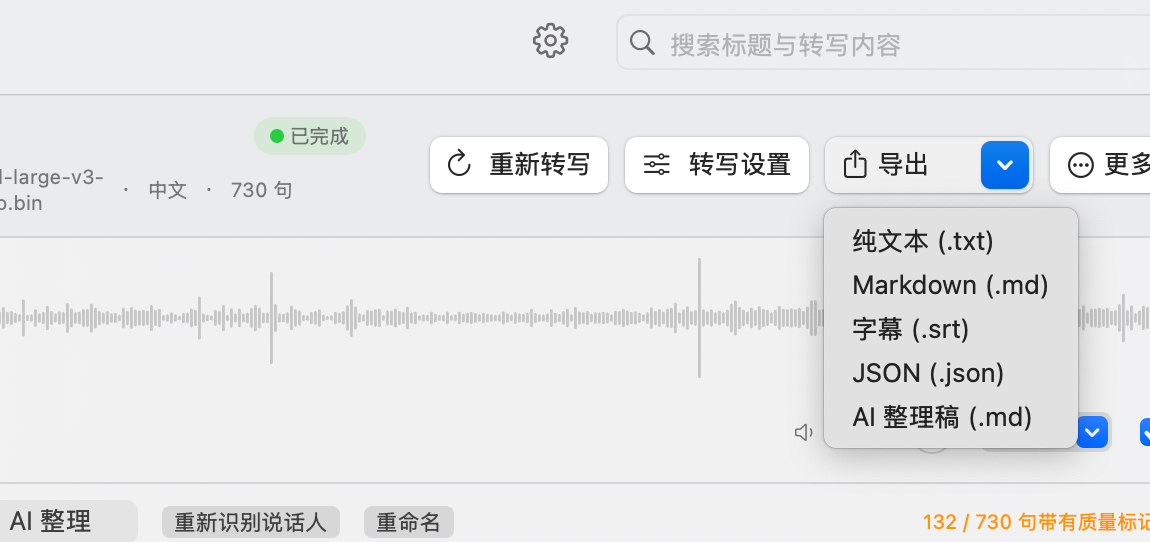 搜索标题与转写内容
已完成
l-large-v3-
o.bin
· 中文 · 730 句
重新转写
转写设置
导出
更多
纯文本 (.txt)
Markdown (.md)
字幕 (.srt)
JSON (.json)
AI 整理稿 (.md)
AI 整理
重新识别说话人
重命名
132 / 730 句带有质量标记